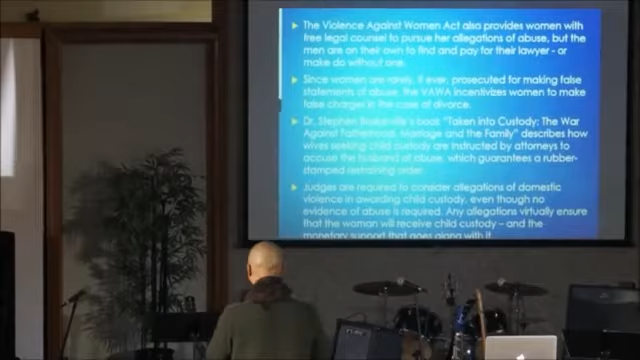 The Violence Against Women Act also provides women with
free legal counsel to pursue her allegations of abuse, but the
men are on their own to find and pay for their lawyer - or
make do without one.
Since women are rarely, if ever, prosecuted for making false
statements of abuse, the VAWA incentivizes women to make
false charges in the case of divorce.
Dr. Stephen Baskerville's book "Taken into Custody: The War
Against Fatherhood, Marriage and the Family" describes how
wives seeking child custody are instructed by attorneys to
accuse the husband of abuse, which guarantees a rubber-
stamped restraining order.
Judges are required to consider allegations of domestic
violence in awarding child custody, even though no
evidence of abuse is required. Any allegations virtually ensure
that the woman will receive child custody – and the
monetary support that goes along with it.